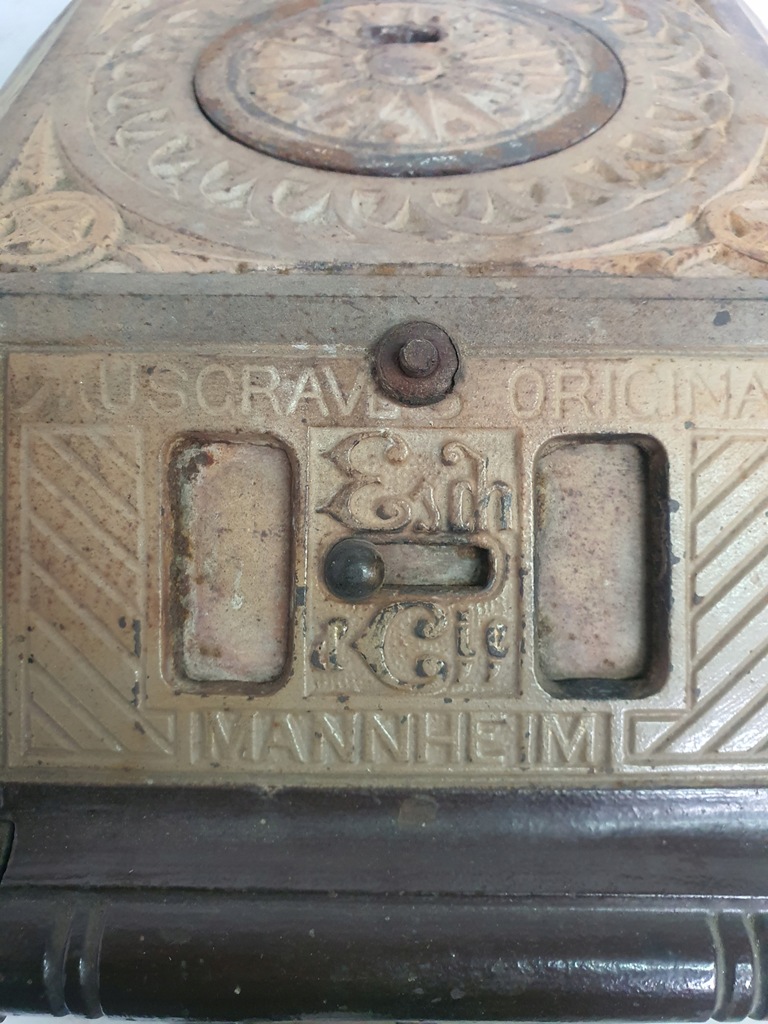 MUSGRAVE'S ORIGINAL
Esch
& Cie
MANNHEIM